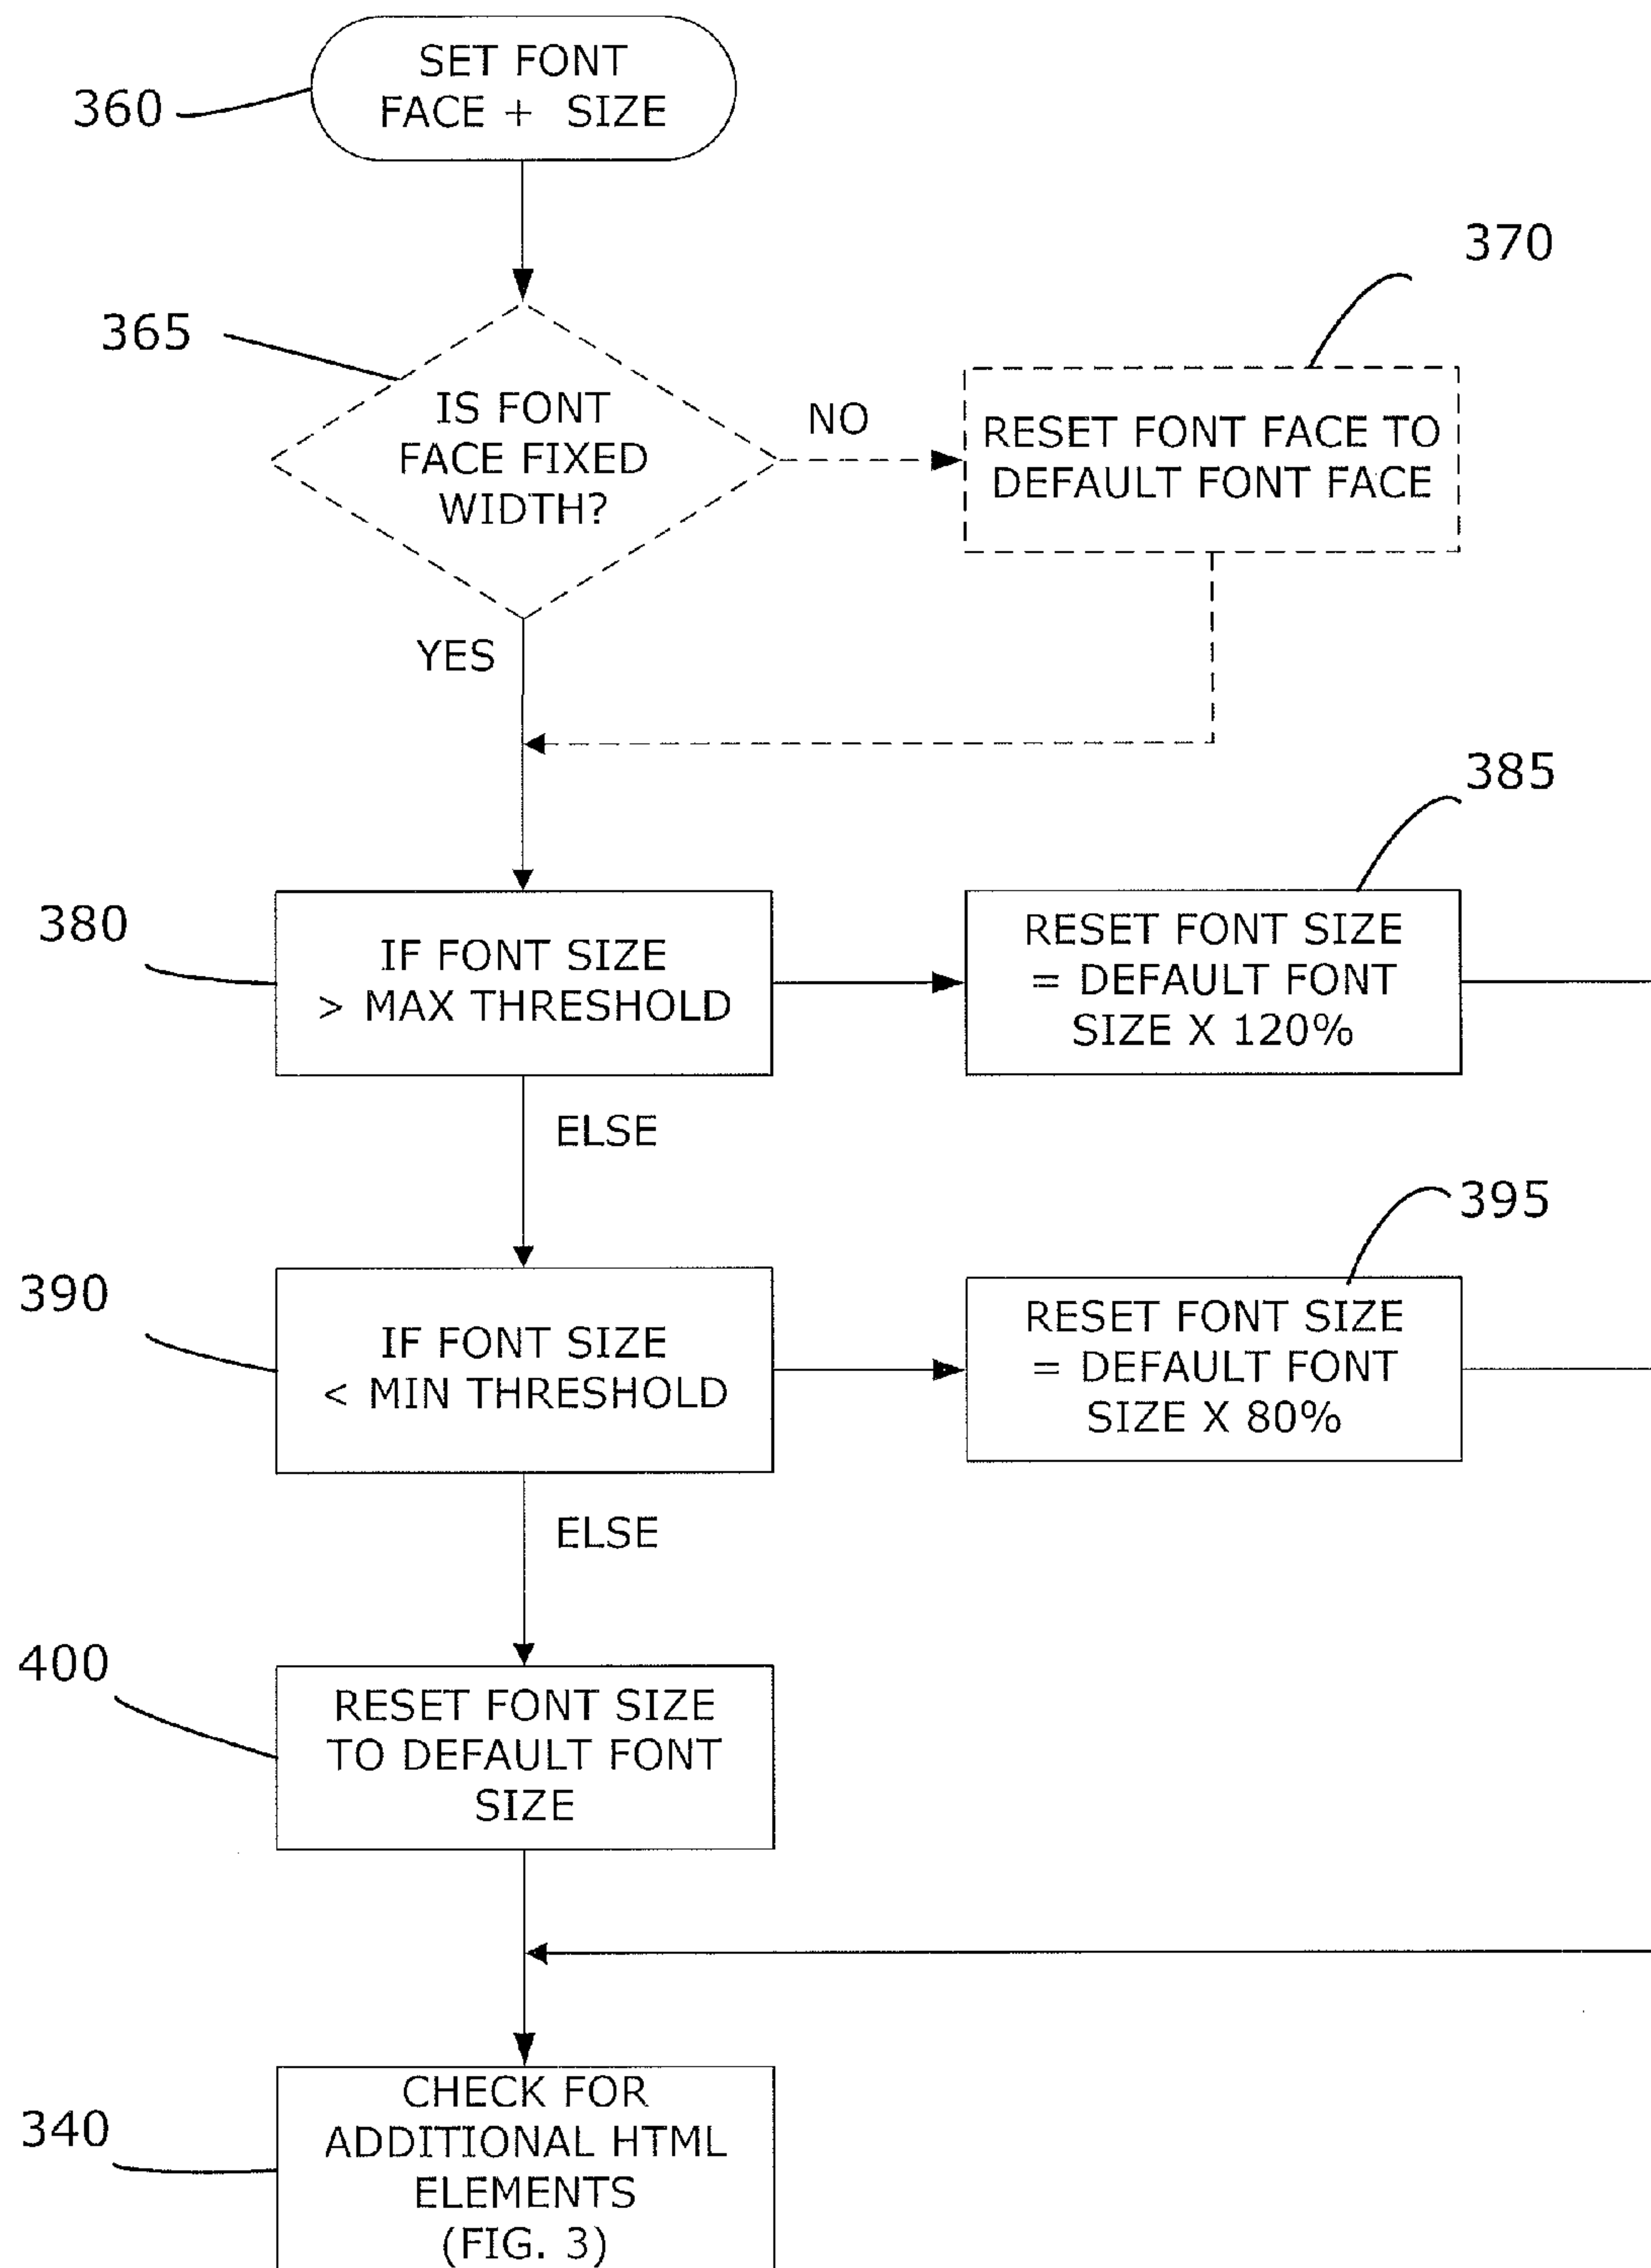 SET FONT
FACE + SIZE
360
370
365
IS FONT
FACE FIXED
WIDTH?
NO
RESET FONT FACE TO
DEFAULT FONT FACE
YES
385
380
IF FONT SIZE
> MAX THRESHOLD
RESET FONT SIZE
= DEFAULT FONT
SIZE X 120%
ELSE
395
390
IF FONT SIZE
< MIN THRESHOLD
RESET FONT SIZE
= DEFAULT FONT
SIZE X 80%
ELSE
400
RESET FONT SIZE
TO DEFAULT FONT
SIZE
340
CHECK FOR
ADDITIONAL HTML
ELEMENTS
(FIG. 3)